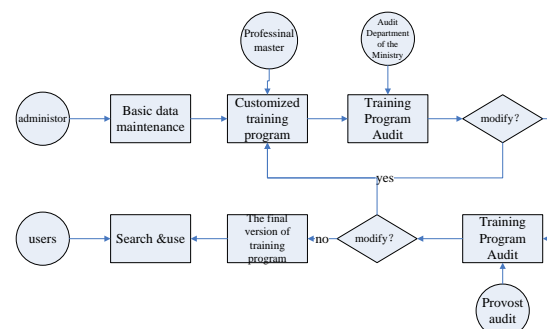 Professinal
master
Audit
Department
of the
Ministry
administor
Basic data
maintenance
Customized
training
program
Training
Program
Audit
modify?
yes
users
Search &use
The final
version of
training
program
no
modify?
Training
Program
Audit
Provost
audit